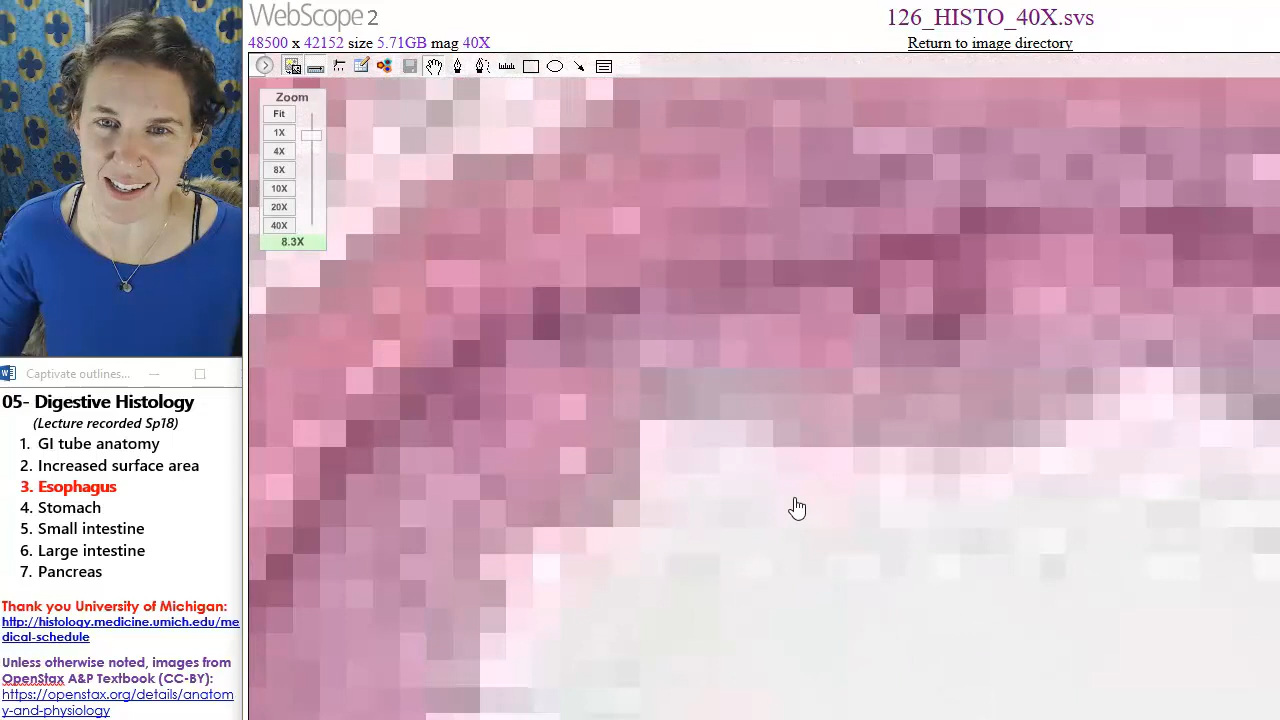 WebScope 2
126_HISTO_40X.svs
48500 x 42152 size 5.71GB mag 40X
Return to image directory
Zoom
Fit
1X
4X
8X
10X
20X
40X
8.3X
Captivate outlines...
05- Digestive Histology
(Lecture recorded Sp18)
1. GI tube anatomy
2. Increased surface area
3. Esophagus
4. Stomach
5. Small intestine
6. Large intestine
7. Pancreas
Thank you University of Michigan:
http://histology.medicine.umich.edu/me
dical-schedule
Unless otherwise noted, images from
OpenStax A&P Textbook (CC-BY):
https://openstax.org/details/anatom
y-and-physiology